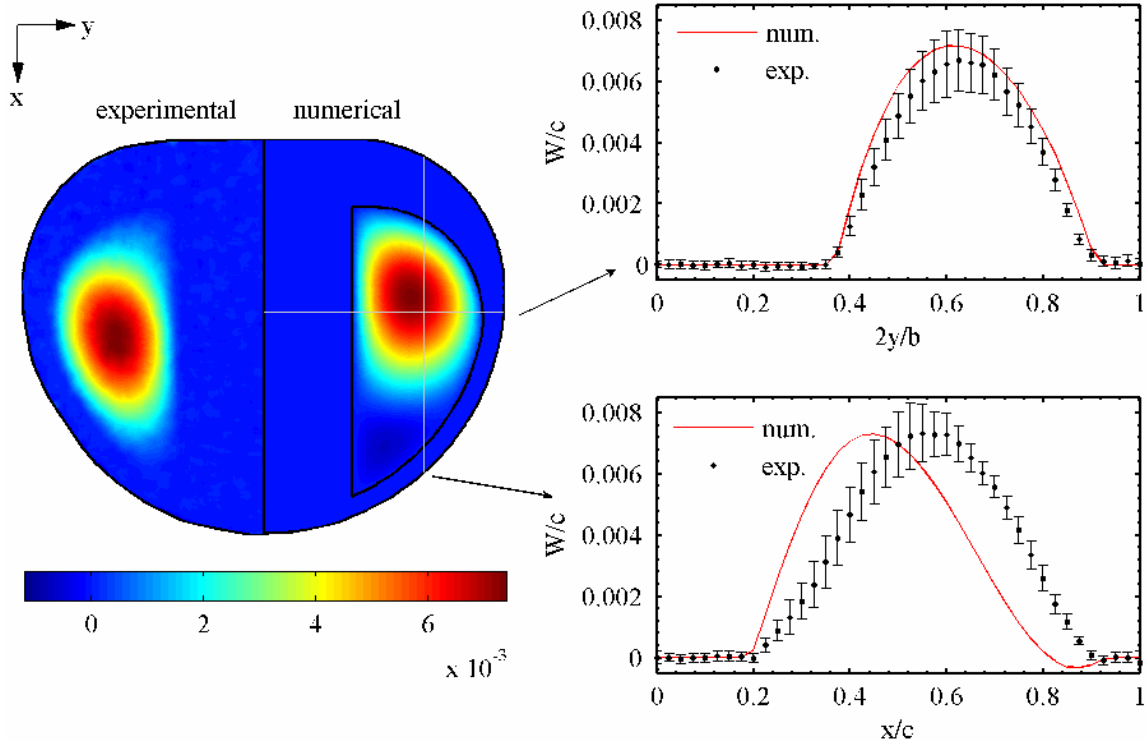 y
x
experimental numerical
0 2 4 6
x 10⁻³
0.008
0.006
0.004
0.002
0
W/c
num.
exp.
0 0.2 0.4 0.6 0.8 1
2y/b
0.008
0.006
0.004
0.002
0
W/c
num.
exp.
0 0.2 0.4 0.6 0.8 1
x/c